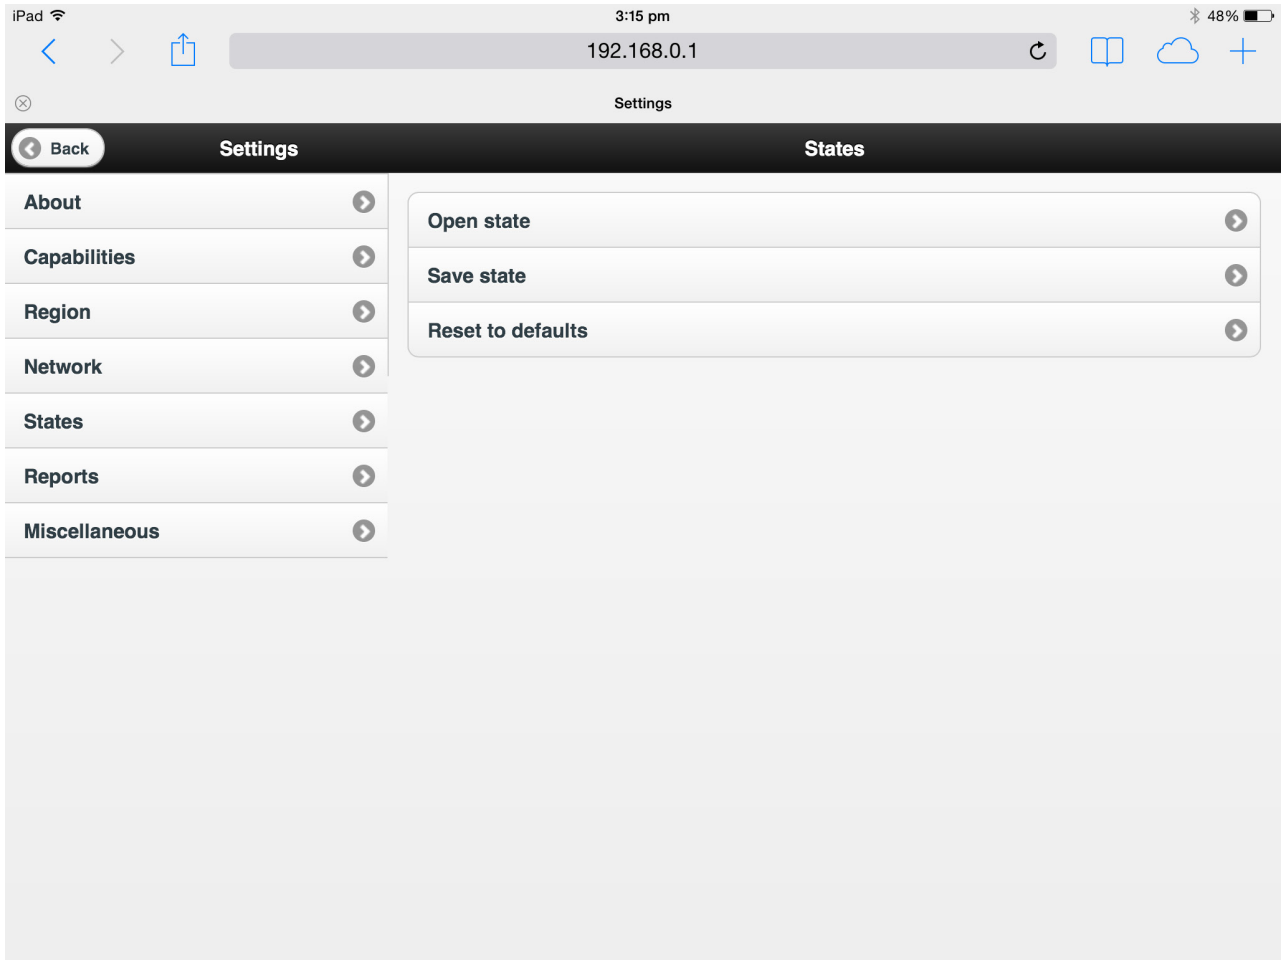 iPad 3:15 pm 48%
192.168.0.1
Settings
Back Settings States
About
Capabilities
Region
Network
States
Reports
Miscellaneous
Open state
Save state
Reset to defaults